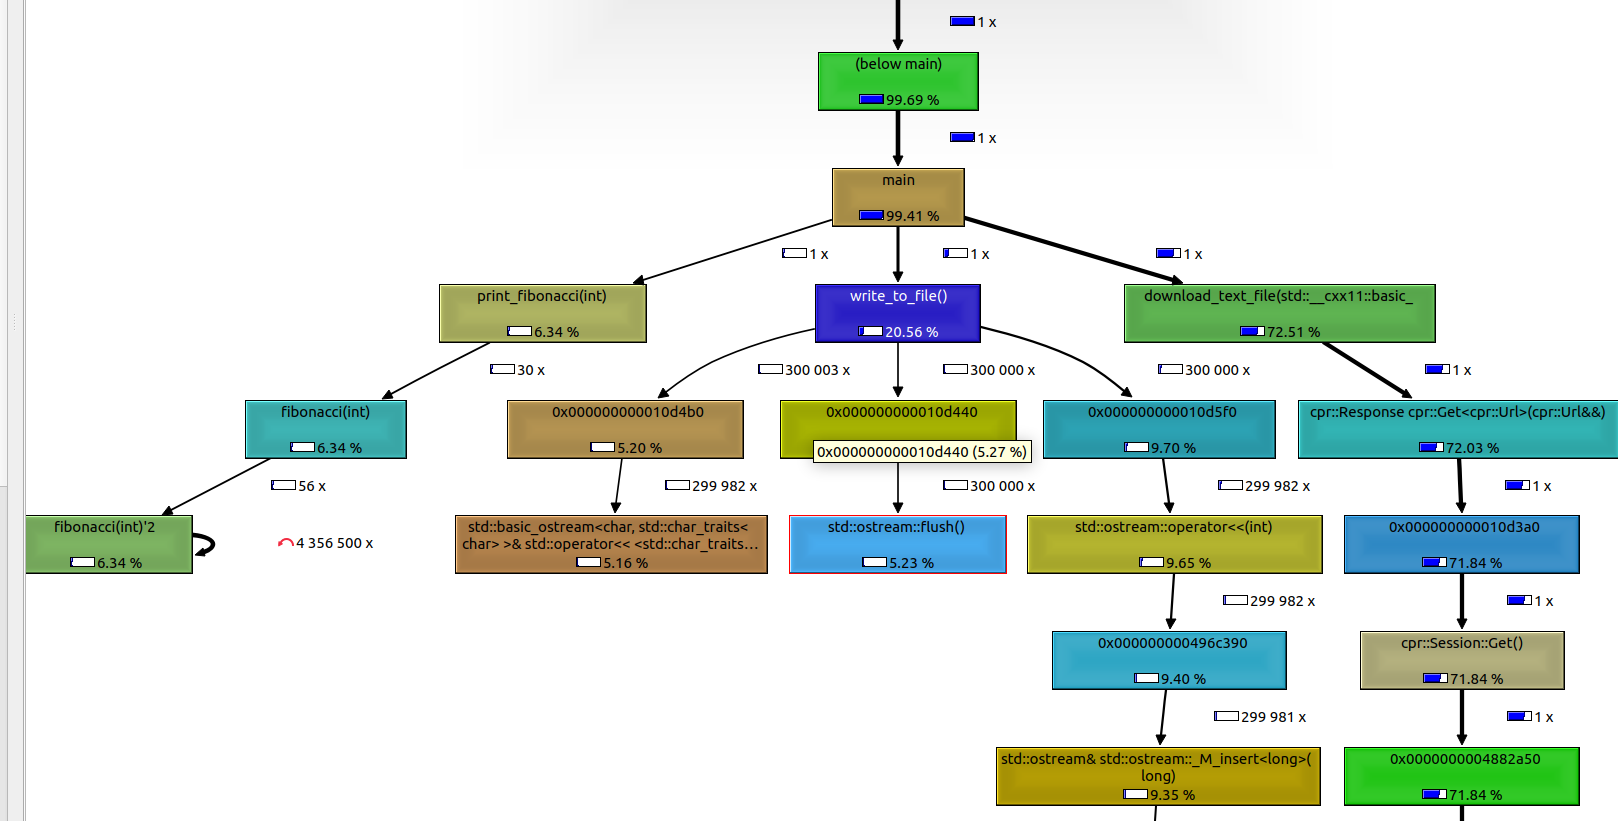 1 x
(below main)
99.69 %
1 x
main
99.41 %
1 x
1 x
1 x
print_fibonacci(int)
6.34 %
write_to_file()
20.56 %
download_text_file(std::__cxx11::basic_
72.51 %
30 x
300 003 x
300 000 x
300 000 x
1 x
fibonacci(int)
6.34 %
0x000000000010d4b0
5.20 %
0x000000000010d440
0x000000000010d440 (5.27 %)
0x000000000010d5f0
9.70 %
cpr::Response cpr::Get<cpr::Url>(cpr::Url&&)
72.03 %
56 x
299 982 x
300 000 x
299 982 x
1 x
fibonacci(int)'2
6.34 %
4 356 500 x
std::basic_ostream<char, std::char_traits<
char> >& std::operator<< <std::char_traits...
5.16 %
std::ostream::flush()
5.23 %
std::ostream::operator<<(int)
9.65 %
0x000000000010d3a0
71.84 %
299 982 x
1 x
0x000000000496c390
9.40 %
cpr::Session::Get()
71.84 %
299 981 x
1 x
std::ostream& std::ostream::_M_insert<long>(
long)
9.35 %
0x0000000004882a50
71.84 %